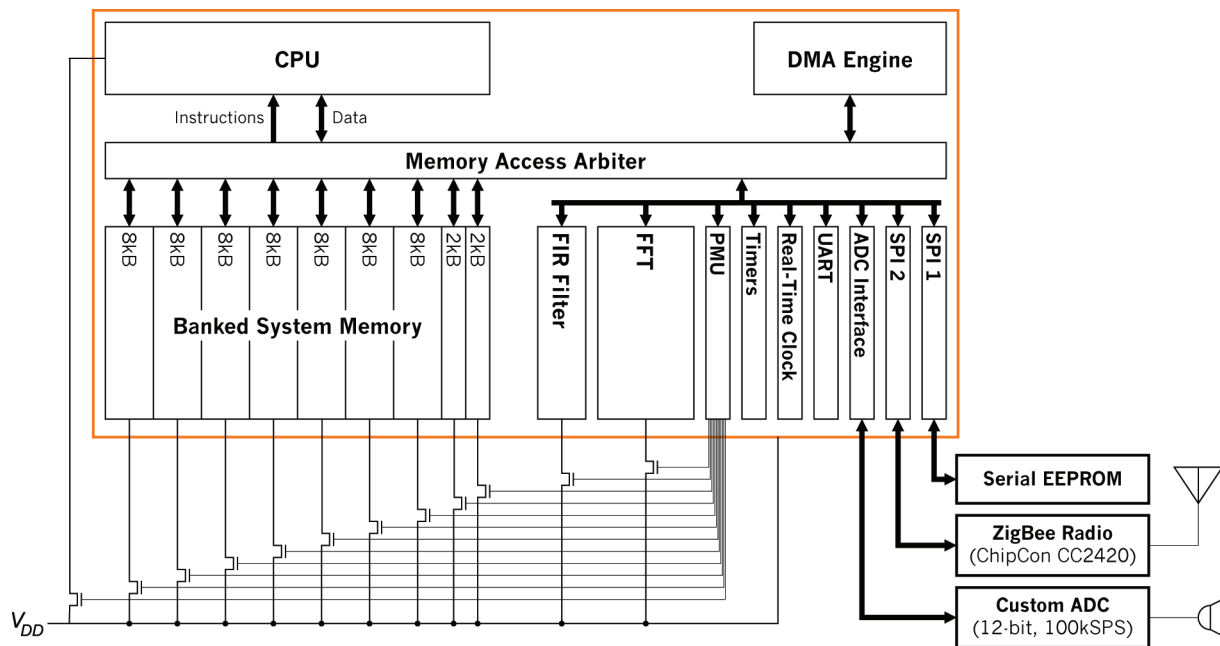 CPU
DMA Engine
Instructions
Data
Memory Access Arbiter
8kB
8kB
8kB
8kB
8kB
8kB
8kB
2kB
2kB
Banked System Memory
FIR Filter
FFT
PMU
Timers
Real-Time Clock
UART
ADC Interface
SPI 2
SPI 1
Serial EEPROM
ZigBee Radio
(ChipCon CC2420)
Custom ADC
(12-bit, 100kSPS)
VDD